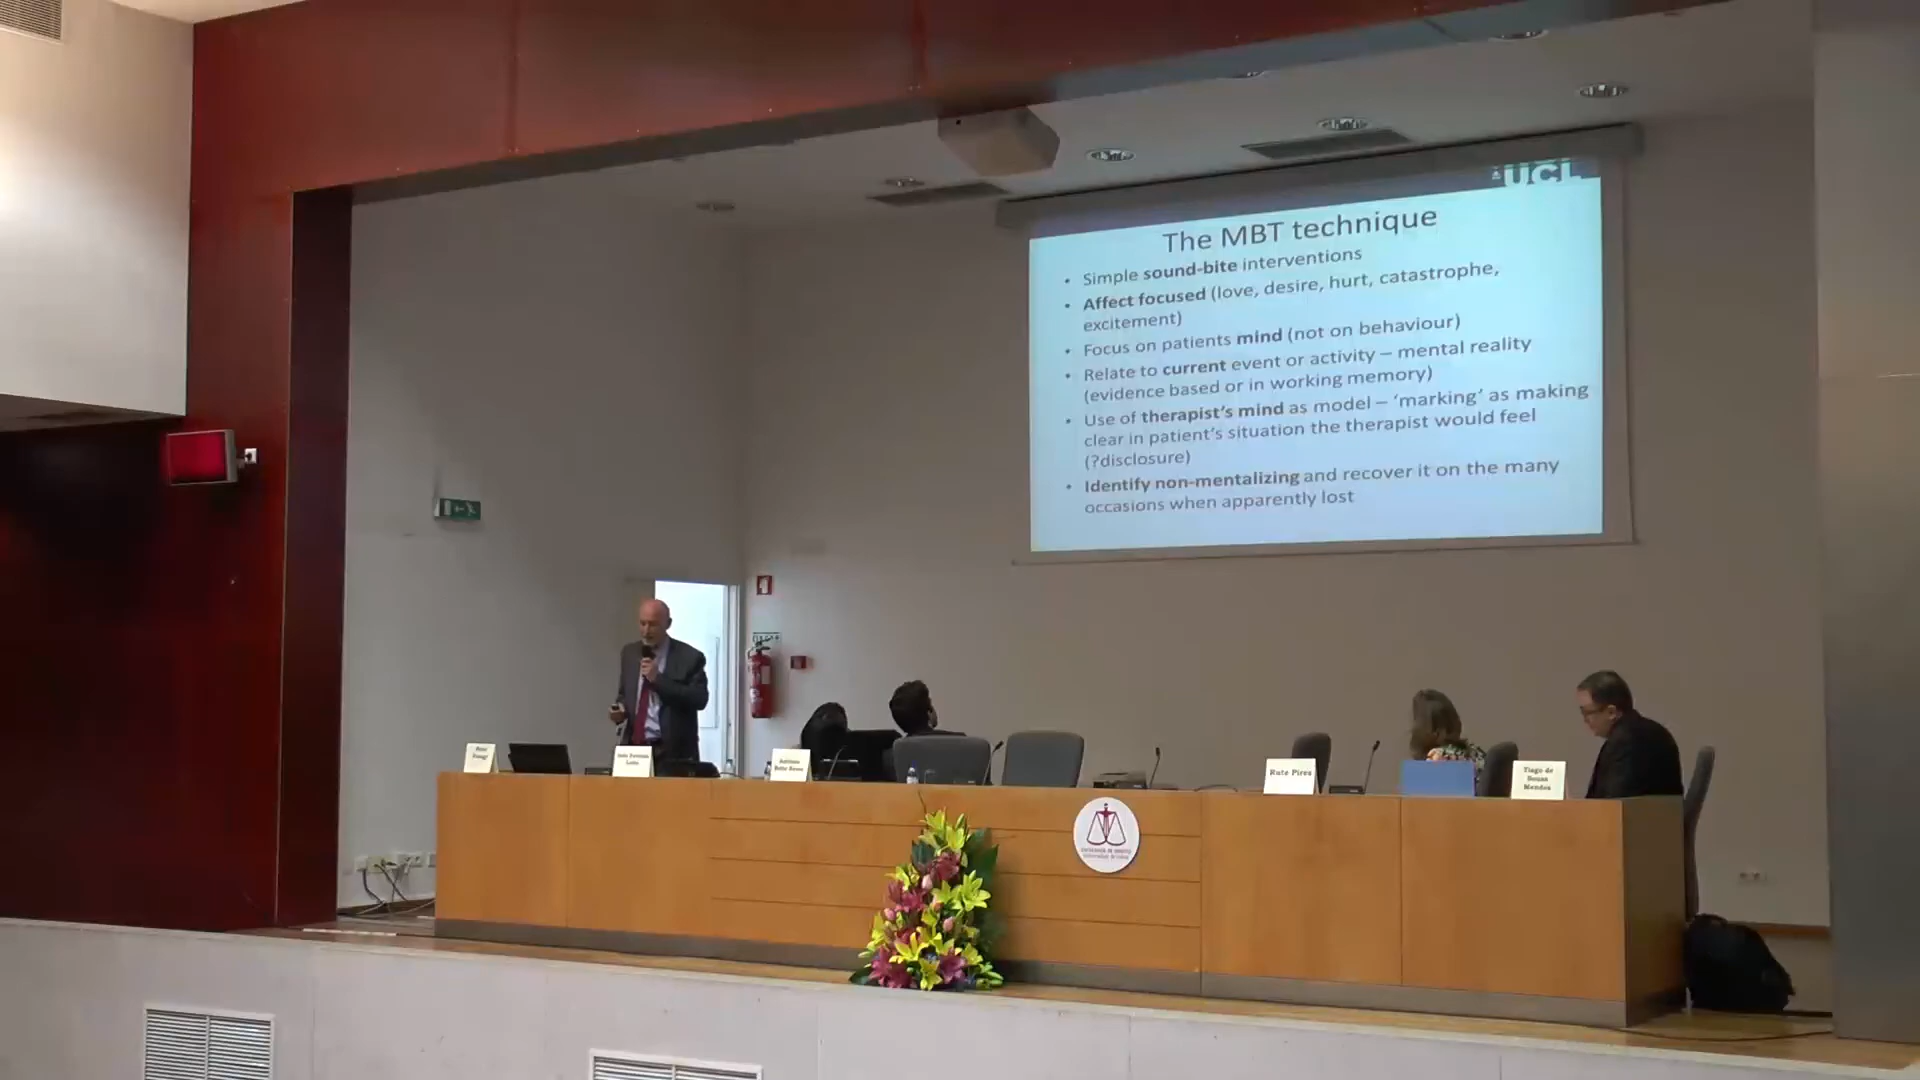 UCL
The MBT technique
• Simple sound-bite interventions
• Affect focused (love, desire, hurt, catastrophe,
excitement)
• Focus on patients mind (not on behaviour)
• Relate to current event or activity – mental reality
(evidence based or in working memory)
• Use of therapist's mind as model – 'marking' as making
clear in patient's situation the therapist would feel
(?disclosure)
• Identify non-mentalizing and recover it on the many
occasions when apparently lost
Rute Pires
Tiago de
Sousa
Mendes